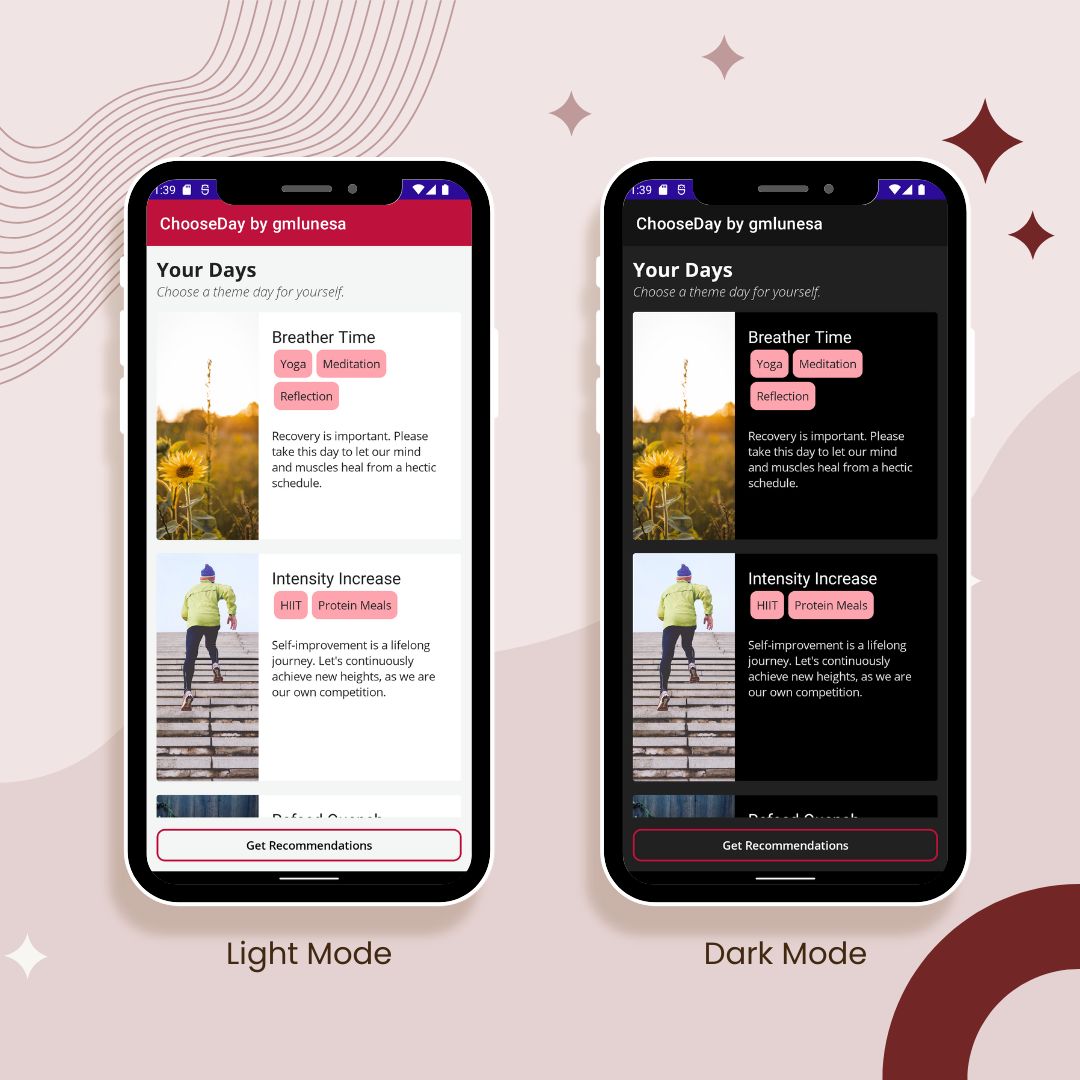 1:39
ChooseDay by gmlunesa
Your Days
Choose a theme day for yourself.
Breather Time
Yoga Meditation
Reflection
Recovery is important. Please
take this day to let our mind
and muscles heal from a hectic
schedule.
Intensity Increase
HIIT Protein Meals
Self-improvement is a lifelong
journey. Let's continuously
achieve new heights, as we are
our own competition.
Get Recommendations
Light Mode
1:39
ChooseDay by gmlunesa
Your Days
Choose a theme day for yourself.
Breather Time
Yoga Meditation
Reflection
Recovery is important. Please
take this day to let our mind
and muscles heal from a hectic
schedule.
Intensity Increase
HIIT Protein Meals
Self-improvement is a lifelong
journey. Let's continuously
achieve new heights, as we are
our own competition.
Get Recommendations
Dark Mode